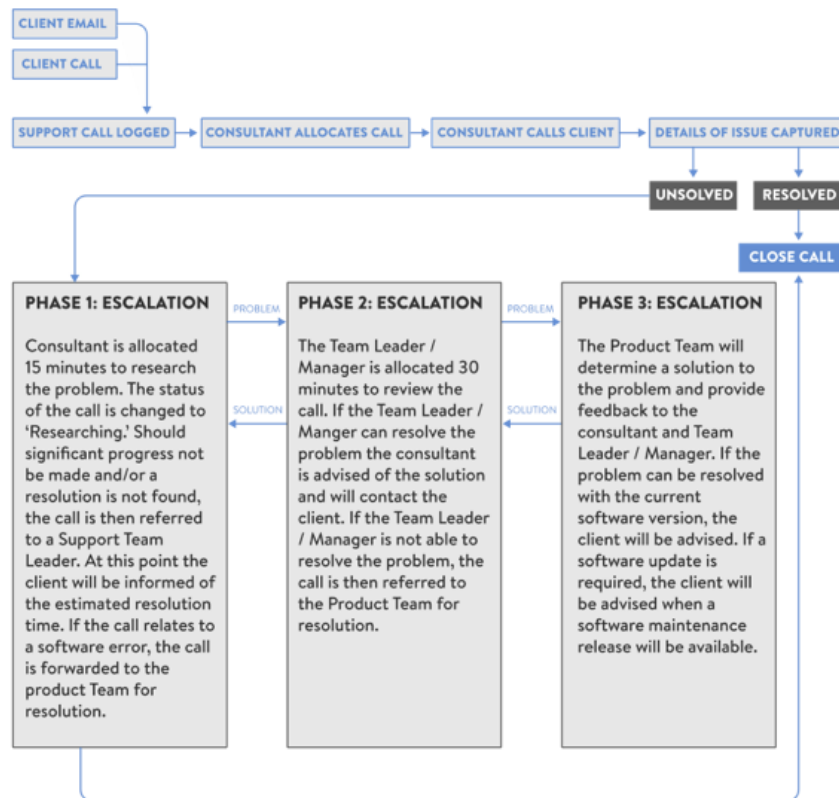 CLIENT EMAIL
CLIENT CALL
SUPPORT CALL LOGGED
CONSULTANT ALLOCATES CALL
CONSULTANT CALLS CLIENT
DETAILS OF ISSUE CAPTURED
UNSOLVED
RESOLVED
CLOSE CALL
PHASE 1: ESCALATION
Consultant is allocated
15 minutes to research
the problem. The status
of the call is changed to
‘Researching.’ Should
significant progress not
be made and/or a
resolution is not found,
the call is then referred
to a Support Team
Leader. At this point the
client will be informed of
the estimated resolution
time. If the call relates to
a software error, the call
is forwarded to the
product Team for
resolution.
PROBLEM
SOLUTION
PHASE 2: ESCALATION
The Team Leader /
Manager is allocated 30
minutes to review the
call. If the Team Leader /
Manger can resolve the
problem the consultant
is advised of the solution
and will contact the
client. If the Team Leader
/ Manager is not able to
resolve the problem, the
call is then referred to
the Product Team for
resolution.
PROBLEM
SOLUTION
PHASE 3: ESCALATION
The Product Team will
determine a solution to
the problem and provide
feedback to the
consultant and Team
Leader / Manager. If the
problem can be resolved
with the current
software version, the
client will be advised. If a
software update is
required, the client will
be advised when a
software maintenance
release will be available.